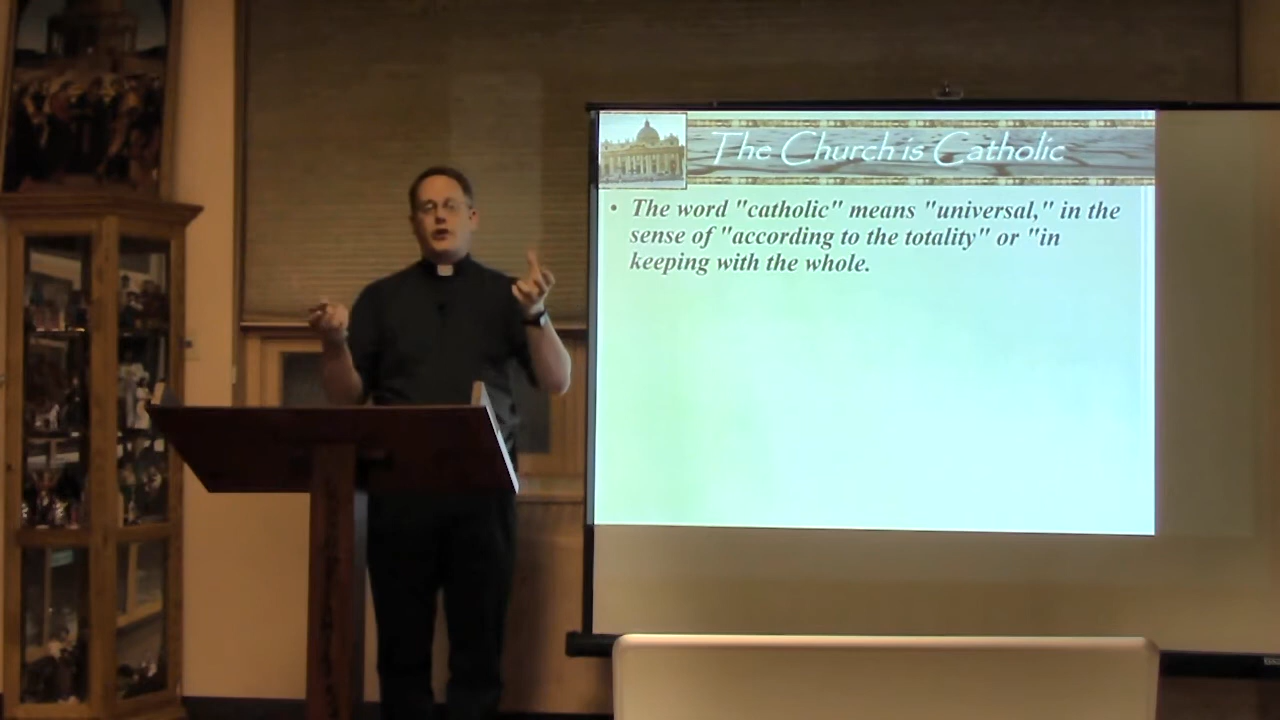 The Church is Catholic
• The word "catholic" means "universal," in the
sense of "according to the totality" or "in
keeping with the whole.